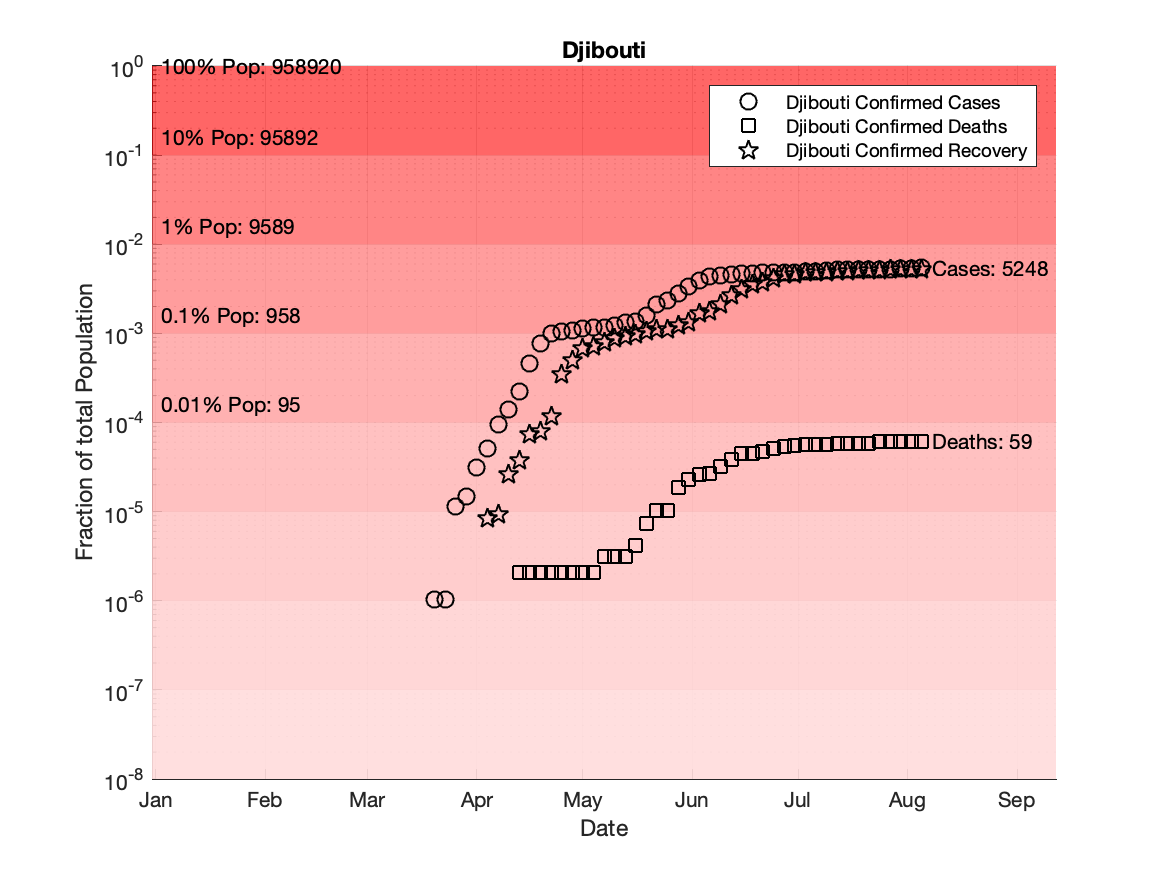 Djibouti
10^0
10^-1
10^-2
10^-3
10^-4
10^-5
10^-6
10^-7
10^-8
Fraction of total Population
100% Pop: 958920
10% Pop: 95892
1% Pop: 9589
0.1% Pop: 958
0.01% Pop: 95
Djibouti Confirmed Cases
Djibouti Confirmed Deaths
Djibouti Confirmed Recovery
Cases: 5248
Deaths: 59
Jan Feb Mar Apr May Jun Jul Aug Sep
Date